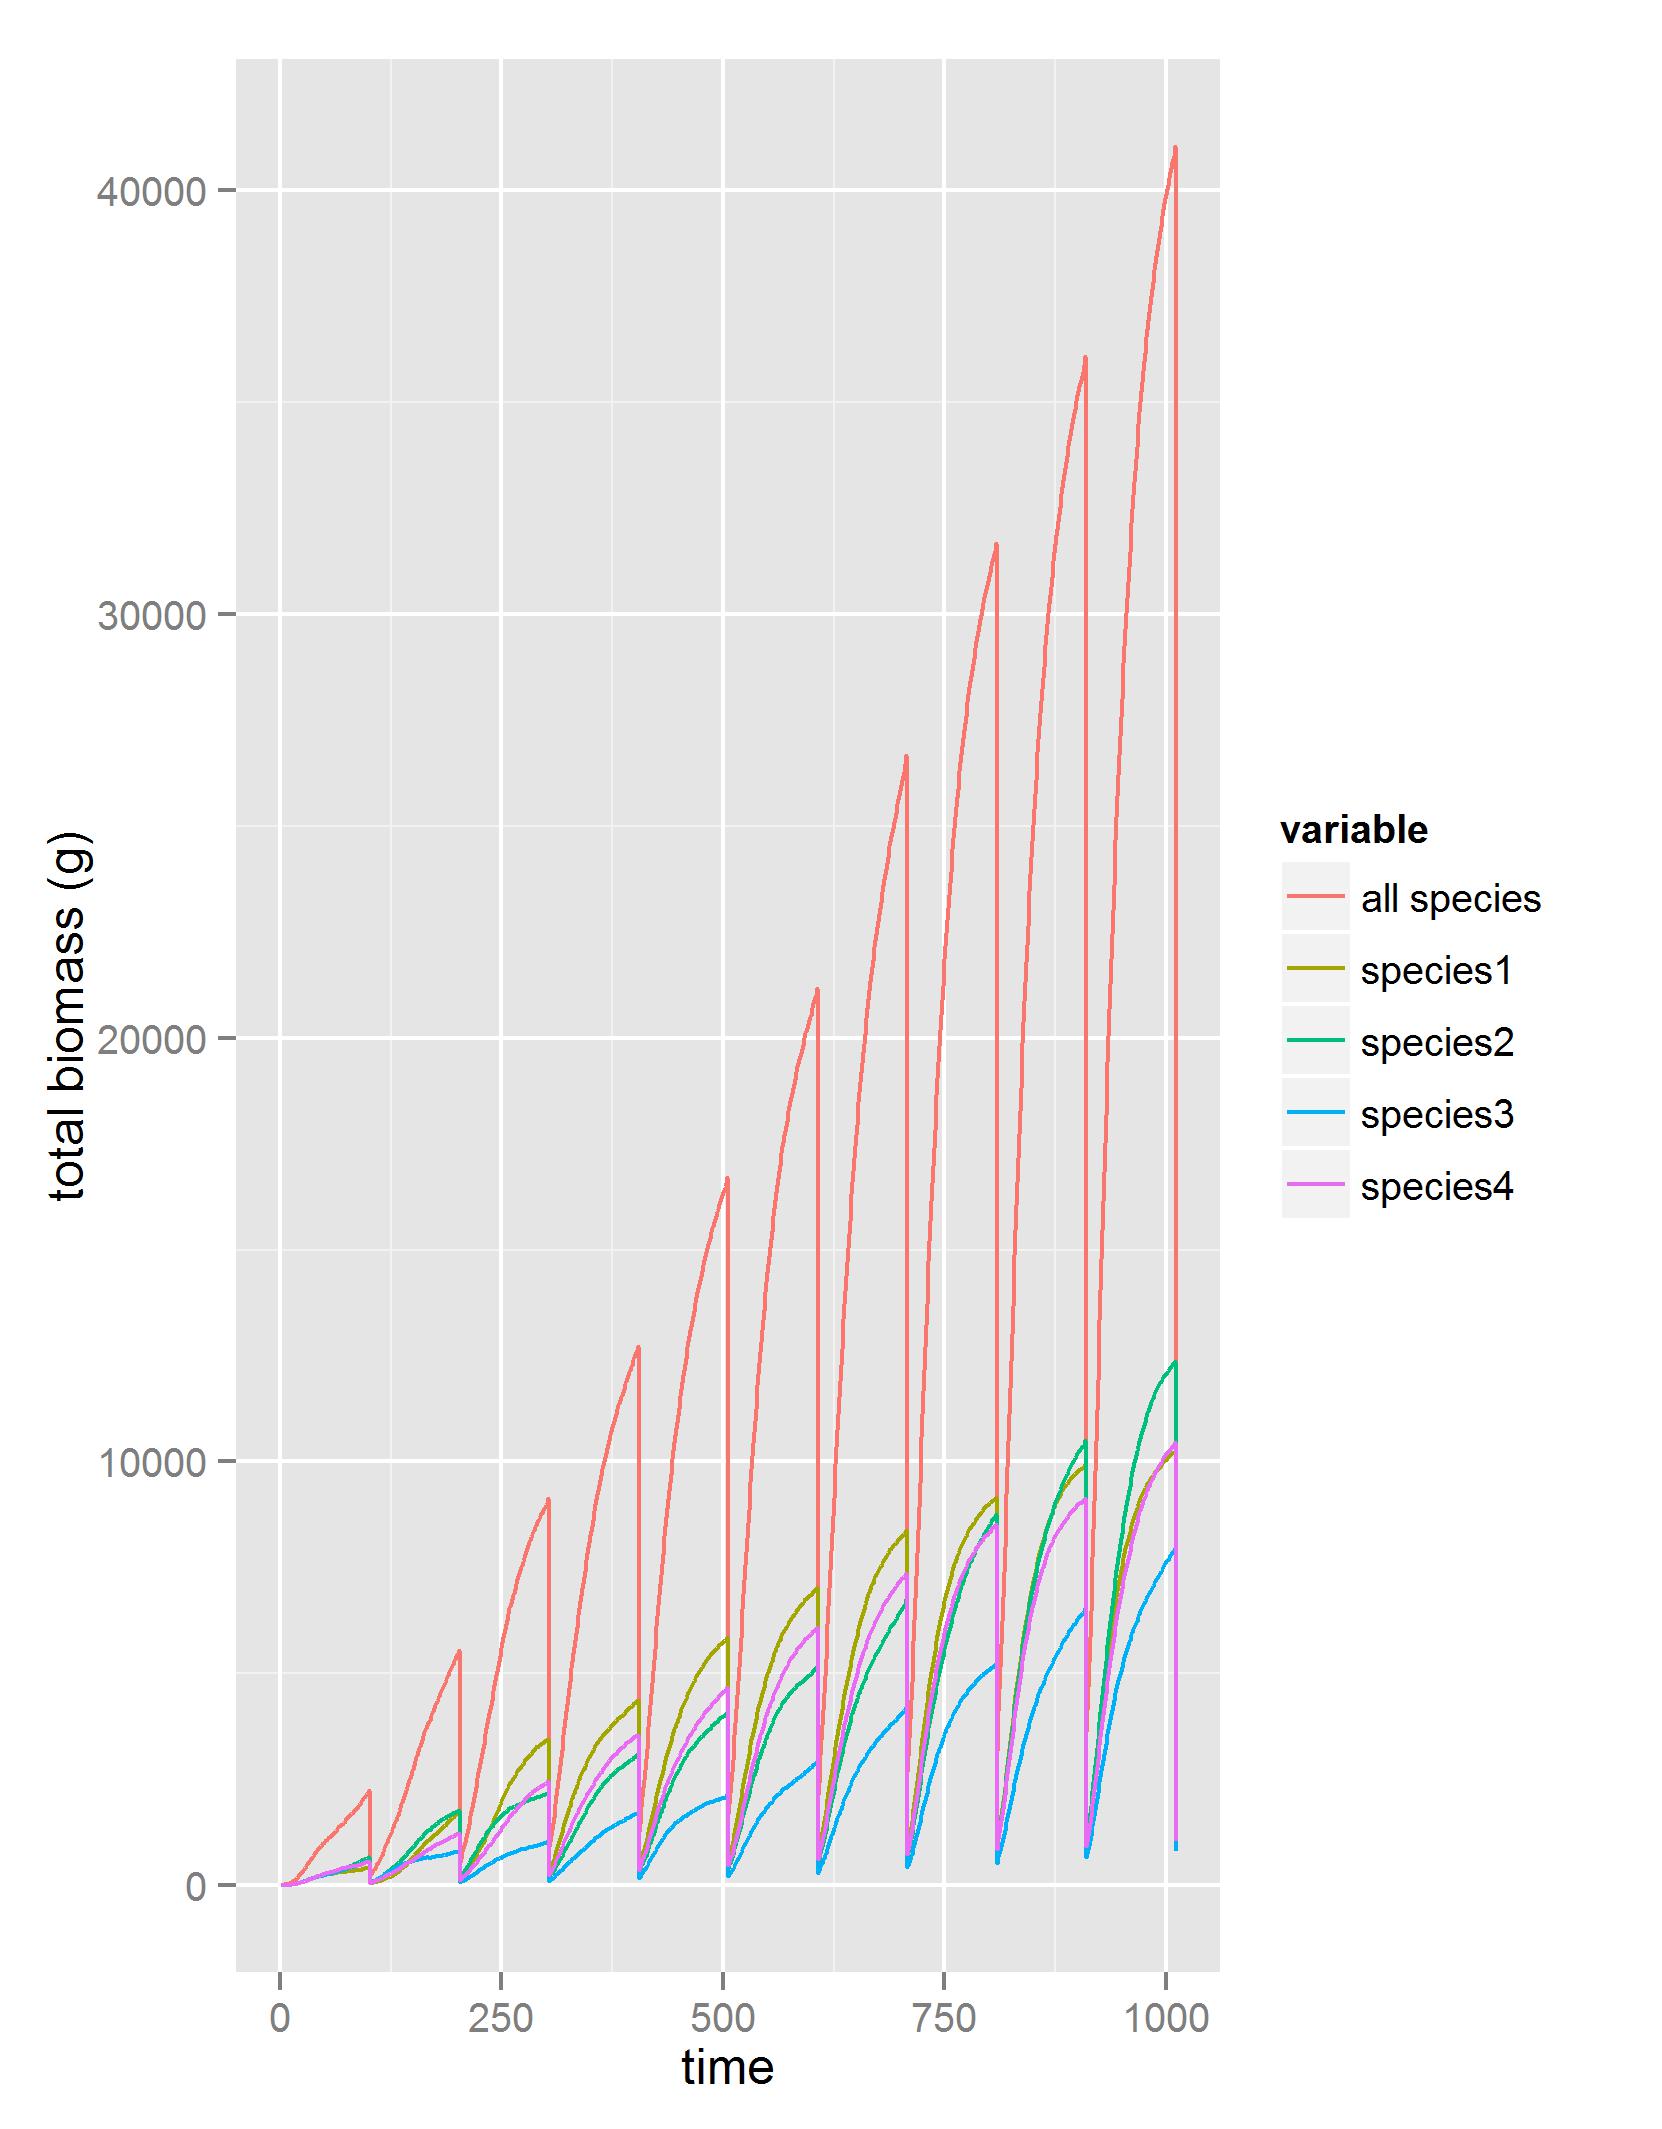 total biomass (g)
40000
30000
20000
10000
0
0 250 500 750 1000
time
variable
all species
species1
species2
species3
species4